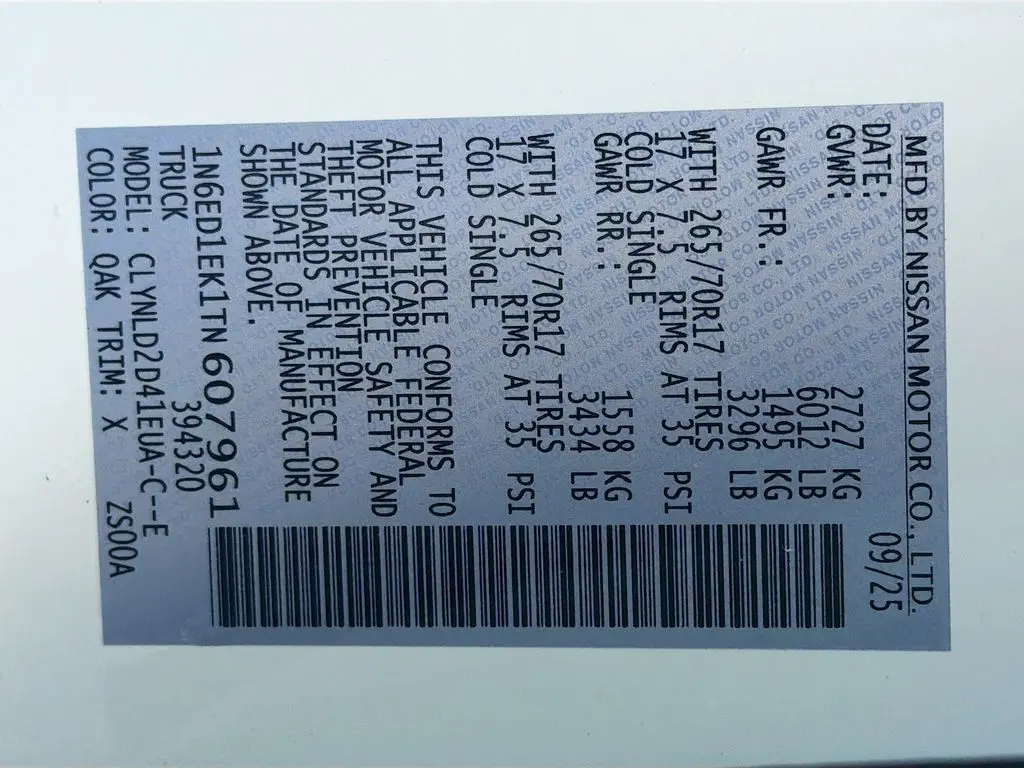 MFD BY NISSAN MOTOR CO., LTD.
DATE: 09/25
GVWR: 2727 KG
6012 LB
GAWR FR.: 1495 KG
3296 LB
WITH 265/70R17 TIRES
17 X 7.5 RIMS AT 35 PSI
COLD SINGLE
GAWR RR.: 1558 KG
3434 LB
WITH 265/70R17 TIRES
17 X 7.5 RIMS AT 35 PSI
COLD SINGLE
THIS VEHICLE CONFORMS TO
ALL APPLICABLE FEDERAL
MOTOR VEHICLE SAFETY AND
THEFT PREVENTION
STANDARDS IN EFFECT ON
THE DATE OF MANUFACTURE
SHOWN ABOVE.
1N6ED1EK1TN607961
TRUCK 394320
MODEL: CLYNLD2D41EUA-C--E
COLOR: QAK TRIM: X ZS00A